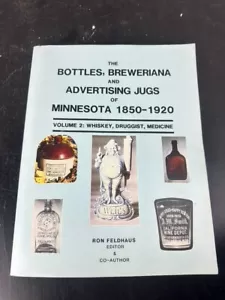 THE
BOTTLES, BREWERIANA
AND
ADVERTISING JUGS
OF
MINNESOTA 1850-1920
VOLUME 2: WHISKEY, DRUGGIST, MEDICINE
RON FELDHAUS
EDITOR
&
CO-AUTHOR